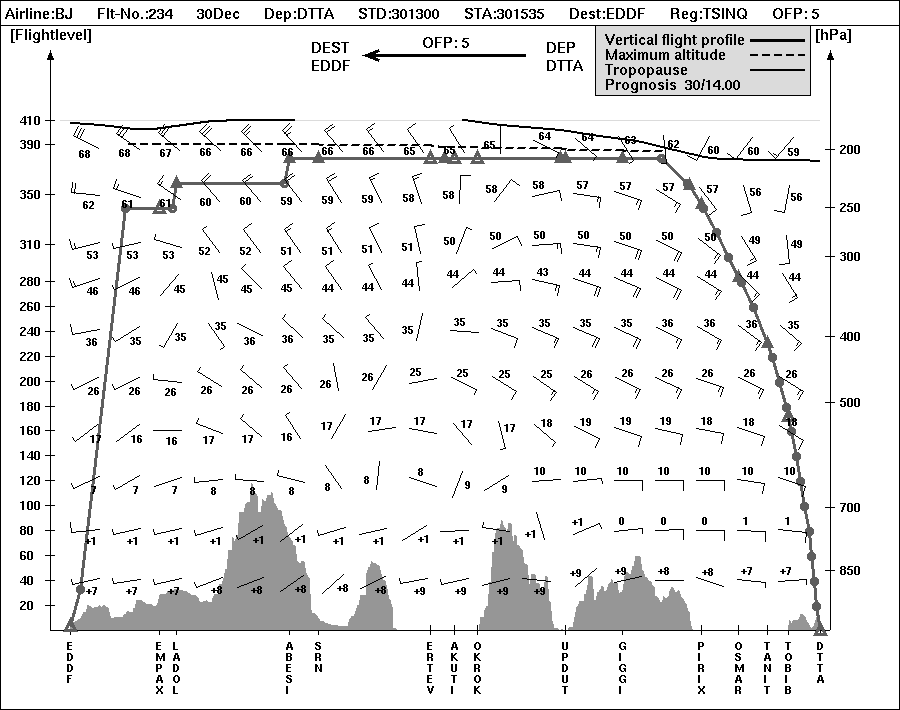 Airline:BJ Flt-No.:234 30Dec Dep:DTTA STD:301300 STA:301535 Dest:EDDF Reg:TSINQ OFP: 5
[Flightlevel] [hPa]
DEST OFP: 5 DEP
EDDF DTTA
Vertical flight profile
Maximum altitude
Tropopause
Prognosis 30/14.00
410
390 68 68 67 66 66 66 66 66 65 65 65 64 64 63 62 60 60 59 200
350 62 61 61 60 60 59 59 59 58 58 58 57 57 57 56 56 250
310 53 53 53 52 52 51 51 51 51 50 50 50 50 50 50 49 49 300
280 46 46 45 45 45 45 44 44 44 44 44 43 44 44 44 44 44 44
260
240 36 36 35 35 36 36 35 35 35 35 35 35 35 35 36 36 36 35 400
220
200 26 26 26 26 26 26 26 26 25 25 25 25 26 26 26 26 26 26
180 500
160
140 17 16 16 17 17 16 17 17 17 17 17 18 19 19 18 18 18
120 7 7 7 8 8 8 8 8 8 9 9 10 10 10 10 10 10 10
100 700
80 +1 +1 +1 +1 +1 +1 +1 +1 +1 +1 +1 +1 +1 0 0 0 1 1
60
40 +7 +7 +7 +8 +8 +8 +8 +8 +9 +9 +9 +9 +9 +9 +8 +8 +7 +7 850
20
EDDF
EMPAX
LADOL
ABESI
SRN
ERTEV
AKUTI
OKROK
UPDUT
GIGGI
PIRIX
OSMAR
TANIT
TOBIB
DTTA